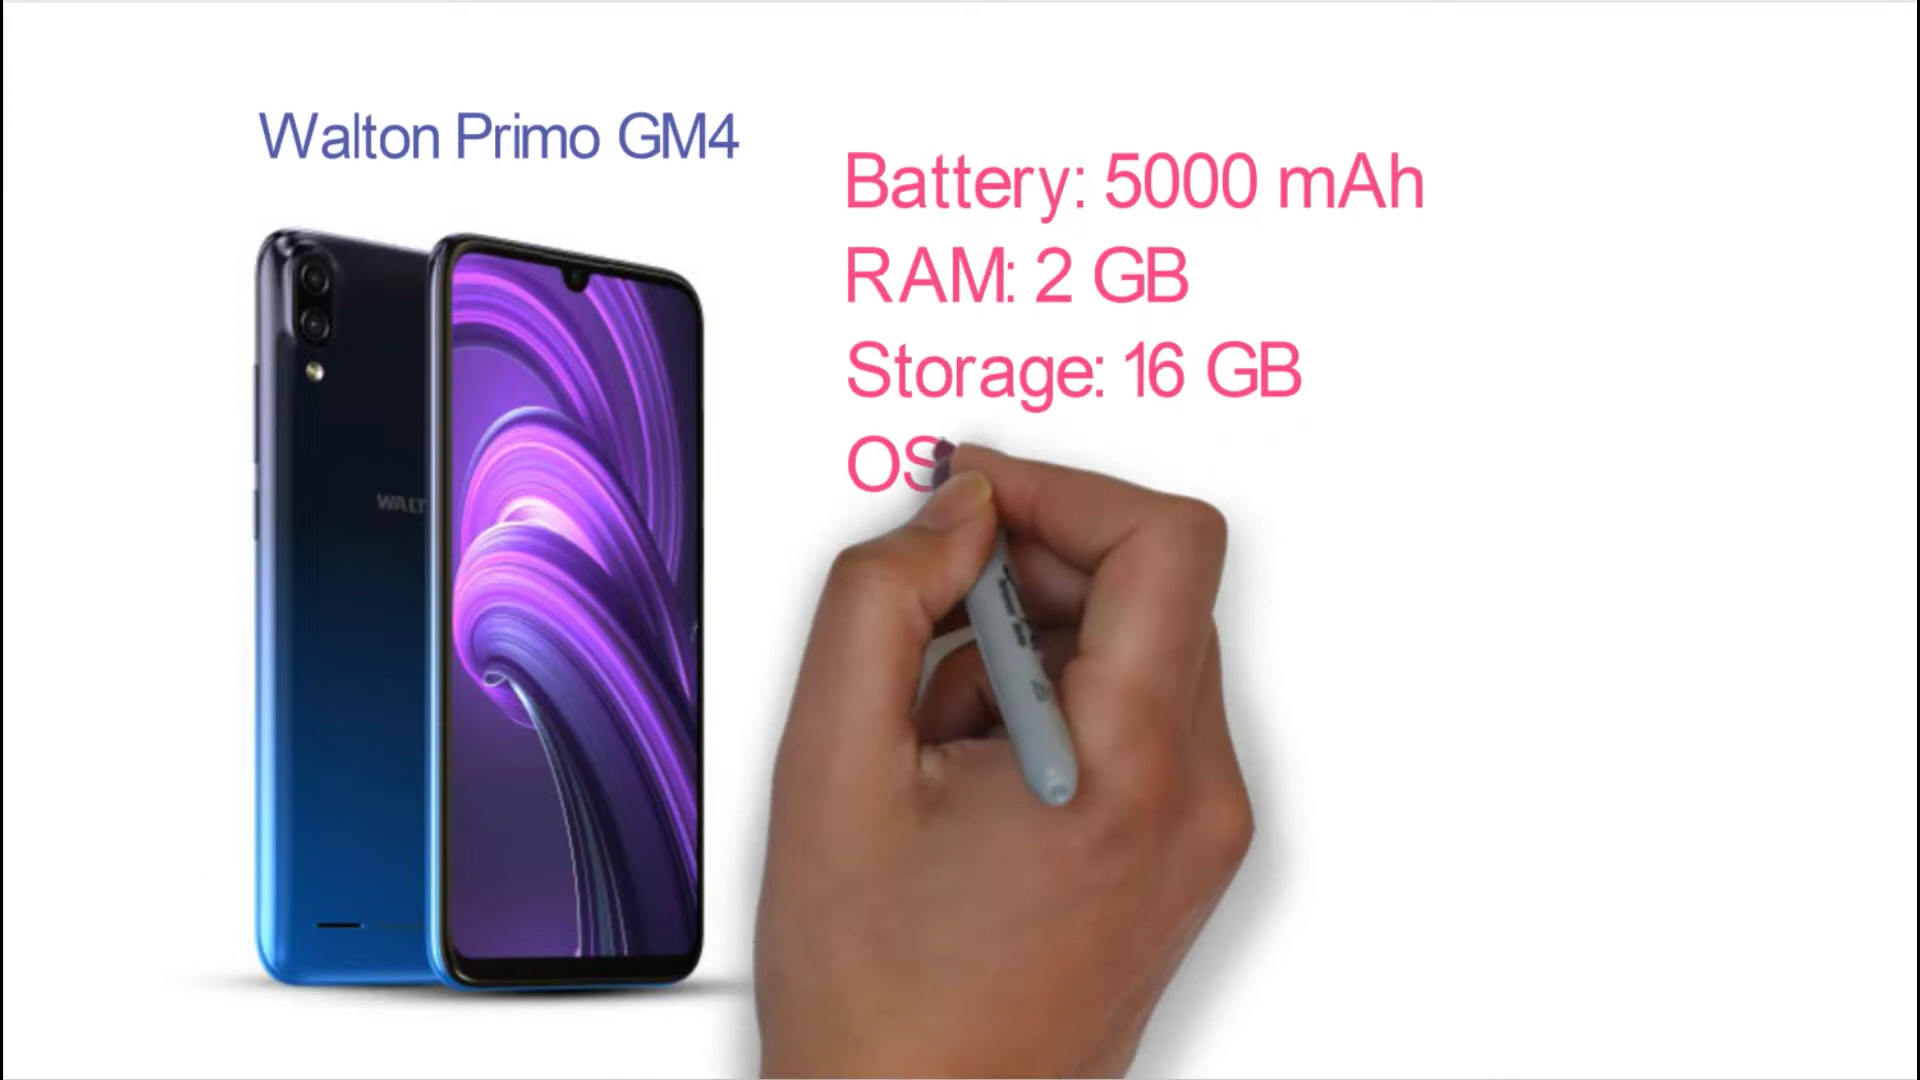 Walton Primo GM4
Battery: 5000 mAh
RAM: 2 GB
Storage: 16 GB
OS